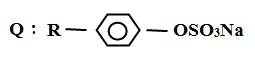 Q : R — — OSO₃Na